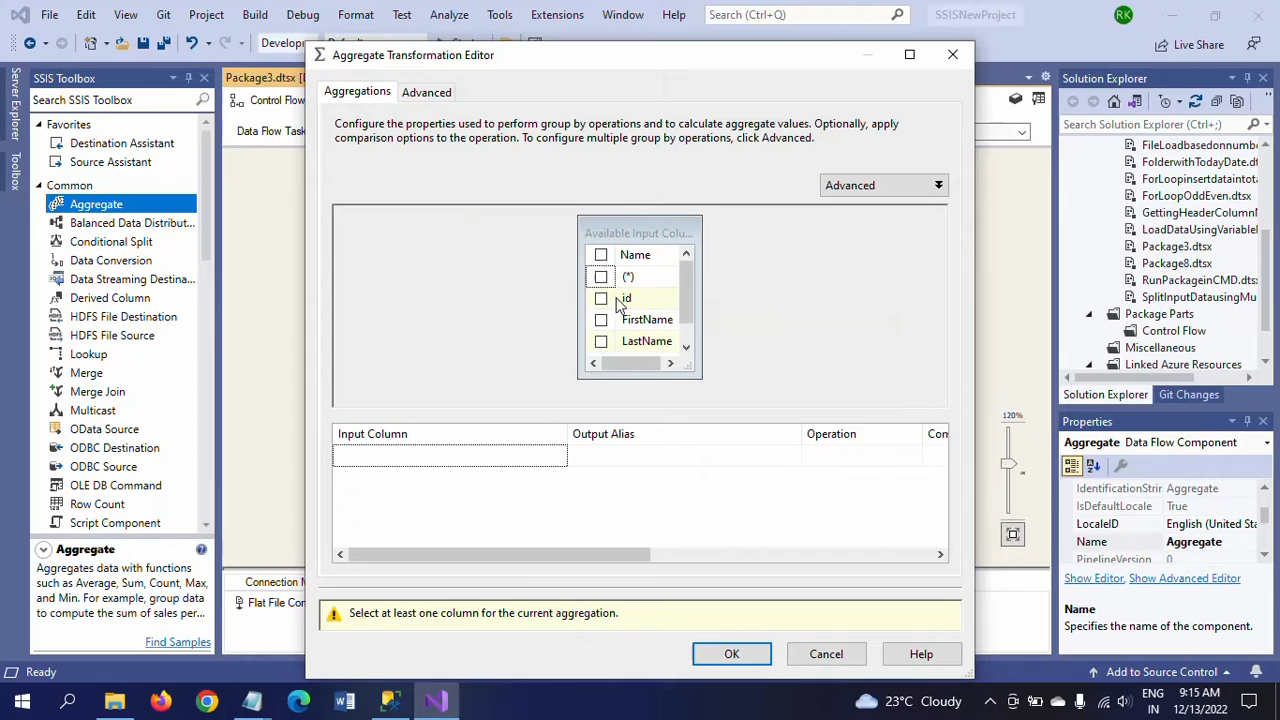 File Edit View Git Project Build Debug Format Test Analyze Tools Extensions Window Help Search (Ctrl+Q) SSISNewProject RK
Live Share
Server Explorer
Toolbox
SSIS Toolbox
Search SSIS Toolbox
Favorites
Destination Assistant
Source Assistant
Common
Aggregate
Balanced Data Distribut...
Conditional Split
Data Conversion
Data Streaming Destina...
Derived Column
HDFS File Destination
HDFS File Source
Lookup
Merge
Merge Join
Multicast
OData Source
ODBC Destination
ODBC Source
OLE DB Command
Row Count
Script Component
Aggregate
Aggregates data with functions
such as Average, Sum, Count, Max,
and Min. For example, group data
to compute the sum of sales per...
Find Samples
Package3.dtsx [
Control Flow
Data Flow Task
120%
Connection M
Flat File Con
Aggregate Transformation Editor
Aggregations Advanced
Configure the properties used to perform group by operations and to calculate aggregate values. Optionally, apply
comparison options to the operation. To configure multiple group by operations, click Advanced.
Advanced
Available Input Colu...
Name
(*)
id
FirstName
LastName
Input Column Output Alias Operation Com
Select at least one column for the current aggregation.
OK Cancel Help
Solution Explorer
Search Solution Explorer (Ctrl+;)
FileLoadbasedonnumbe
FolderwithTodayDate.dt
ForLoopinsertdataintota
ForLoopOddEven.dtsx
GettingHeaderColumnN
LoadDataUsingVariable
Package3.dtsx
Package8.dtsx
RunPackageinCMD.dtsx
SplitInputDatausingMu
Package Parts
Control Flow
Miscellaneous
Linked Azure Resources
Solution Explorer Git Changes
Properties
Aggregate Data Flow Component
IdentificationStrin Aggregate
IsDefaultLocale True
LocaleID English (United Sta
Name Aggregate
PipelineVersion 0
Show Editor, Show Advanced Editor
Name
Specifies the name of the component.
Ready
Add to Source Control
23°C Cloudy
ENG
IN
9:15 AM
12/13/2022